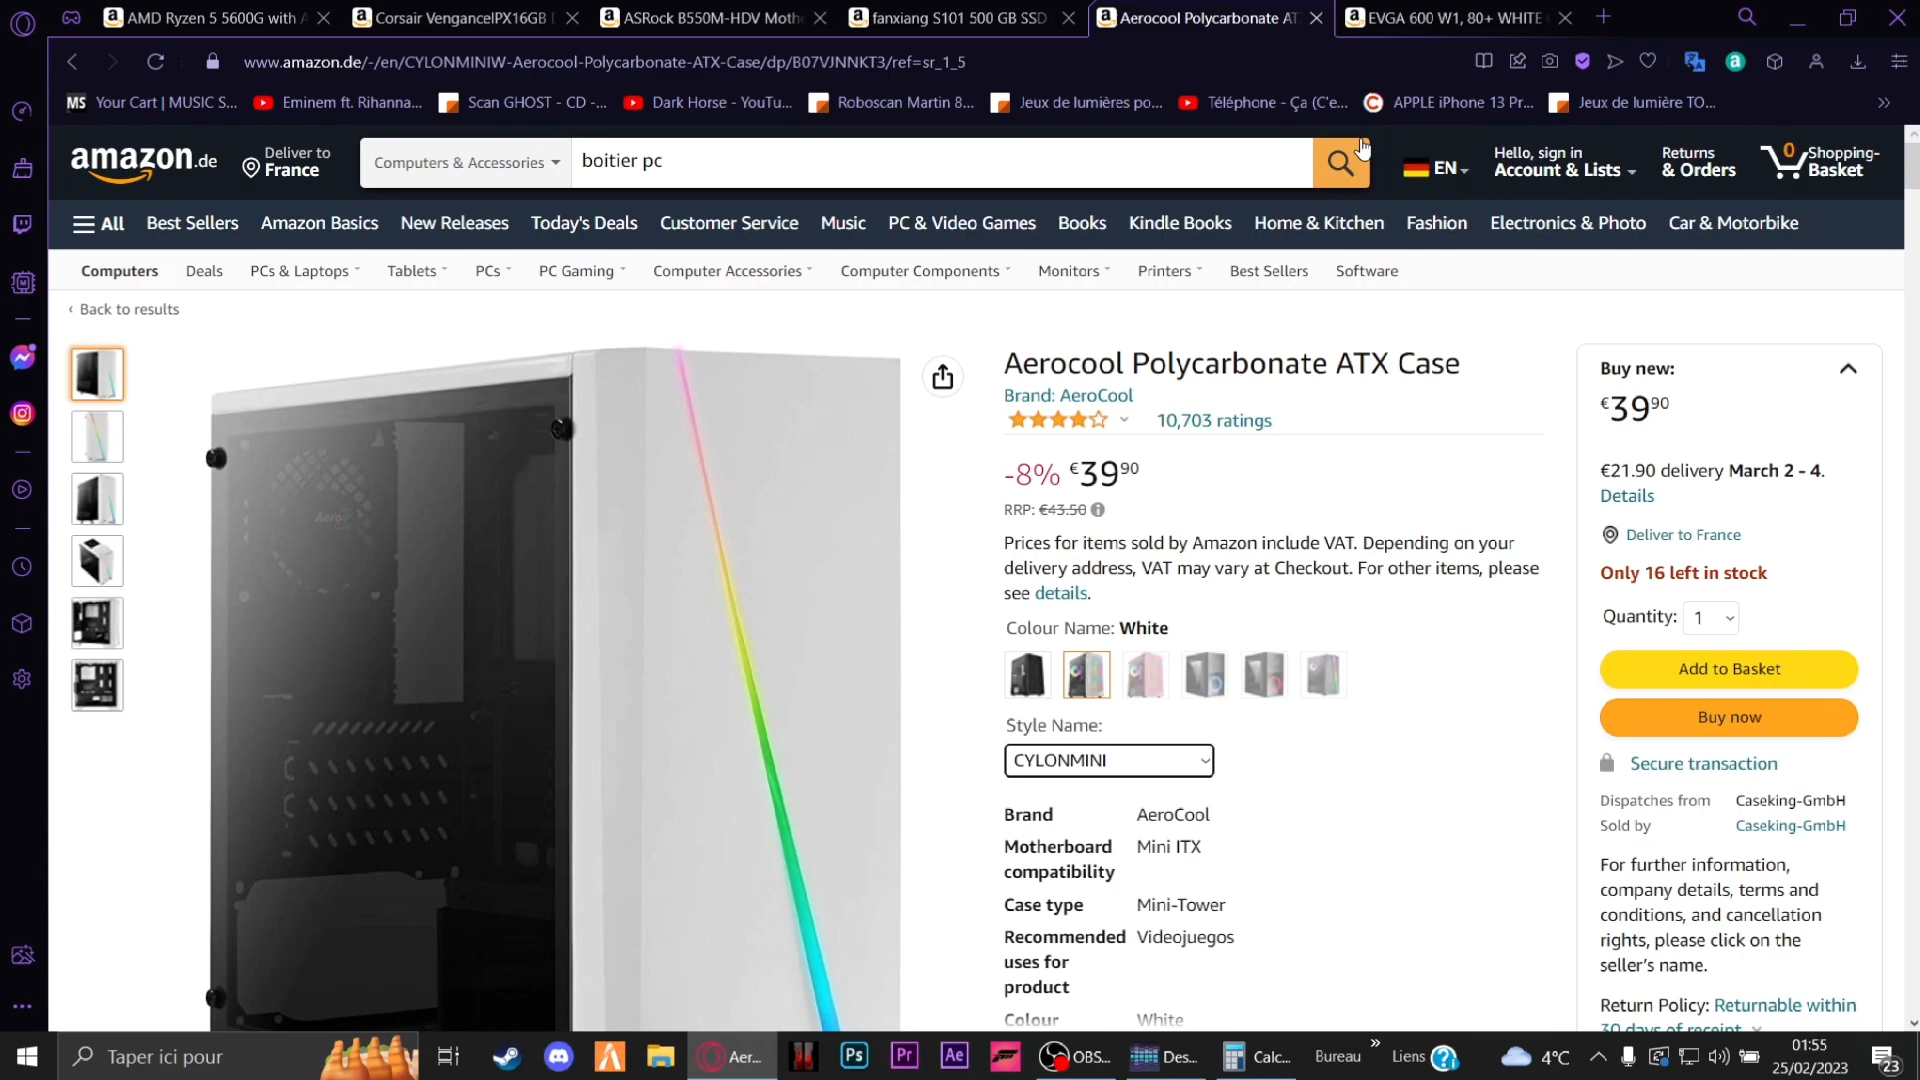 AMD Ryzen 5 5600G with A
Corsair VengancelPX16GB D
ASRock B550M-HDV Mothe
fanxiang S101 500 GB SSD
Aerocool Polycarbonate AT
EVGA 600 W1, 80+ WHITE
www.amazon.de/-/en/CYLONMINIW-Aerocool-Polycarbonate-ATX-Case/dp/B07VJNNKT3/ref=sr_1_5
MS Your Cart | MUSIC S...
Eminem ft. Rihanna...
Scan GHOST - CD -...
Dark Horse - YouTu...
Roboscan Martin 8...
Jeux de lumières po...
Téléphone - Ça (C'e...
APPLE iPhone 13 Pr...
Jeux de lumière TO...
amazon.de
Deliver to
France
Computers & Accessories
boitier pc
EN
Hello, sign in
Account & Lists
Returns
& Orders
0
Shopping-
Basket
All Best Sellers Amazon Basics New Releases Today's Deals Customer Service Music PC & Video Games Books Kindle Books Home & Kitchen Fashion Electronics & Photo Car & Motorbike
Computers Deals PCs & Laptops Tablets PCs PC Gaming Computer Accessories Computer Components Monitors Printers Best Sellers Software
‹ Back to results
Aero
Aerocool Polycarbonate ATX Case
Brand: AeroCool
10,703 ratings
-8% €39⁹⁰
RRP: €43.50
Prices for items sold by Amazon include VAT. Depending on your
delivery address, VAT may vary at Checkout. For other items, please
see details.
Colour Name: White
Style Name:
CYLONMINI
Brand AeroCool
Motherboard Mini ITX
compatibility
Case type Mini-Tower
Recommended Videojuegos
uses for
product
Colour White
Buy new:
€39⁹⁰
€21.90 delivery March 2 - 4.
Details
Deliver to France
Only 16 left in stock
Quantity: 1
Add to Basket
Buy now
Secure transaction
Dispatches from Caseking-GmbH
Sold by Caseking-GmbH
For further information,
company details, terms and
conditions, and cancellation
rights, please click on the
seller's name.
Return Policy: Returnable within
30 days of receipt
Taper ici pour
Aer...
Ps
Pr
Ae
OBS...
Des...
Calc...
Bureau
Liens
4°C
01:55
25/02/2023
23